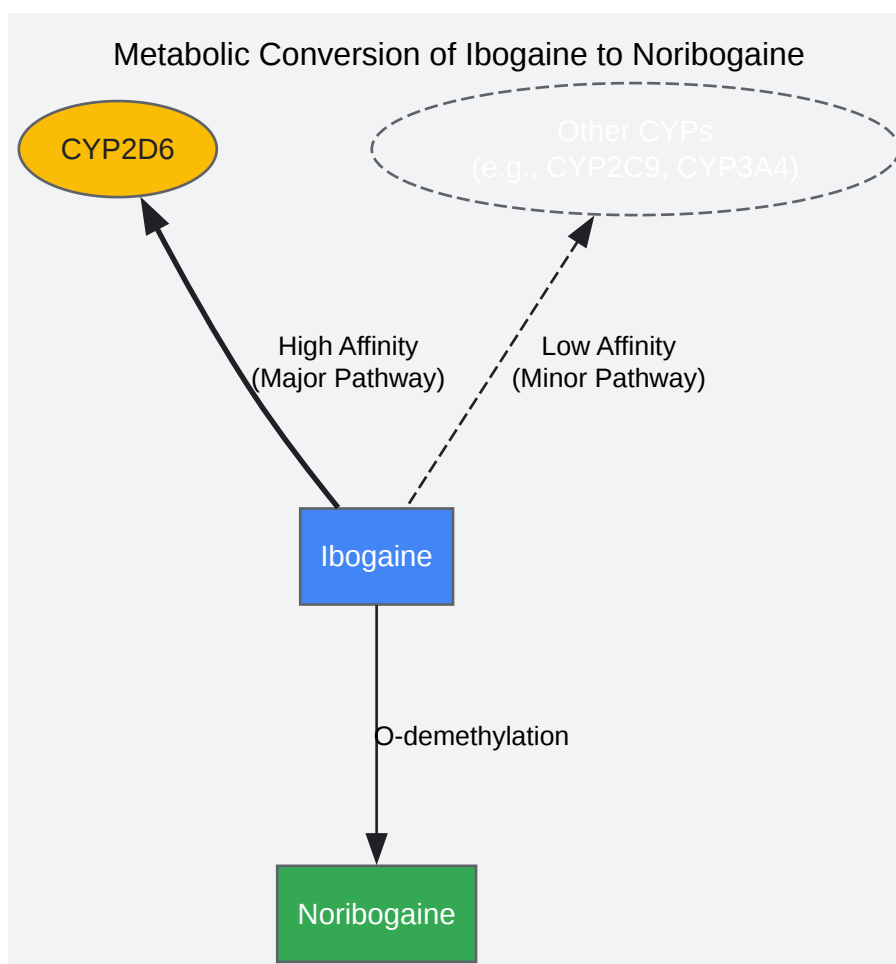 Metabolic Conversion of Ibogaine to Noribogaine
CYP2D6
Other CYPs
(e.g., CYP2C9, CYP3A4)
High Affinity
(Major Pathway)
Low Affinity
(Minor Pathway)
Ibogaine
O-demethylation
Noribogaine